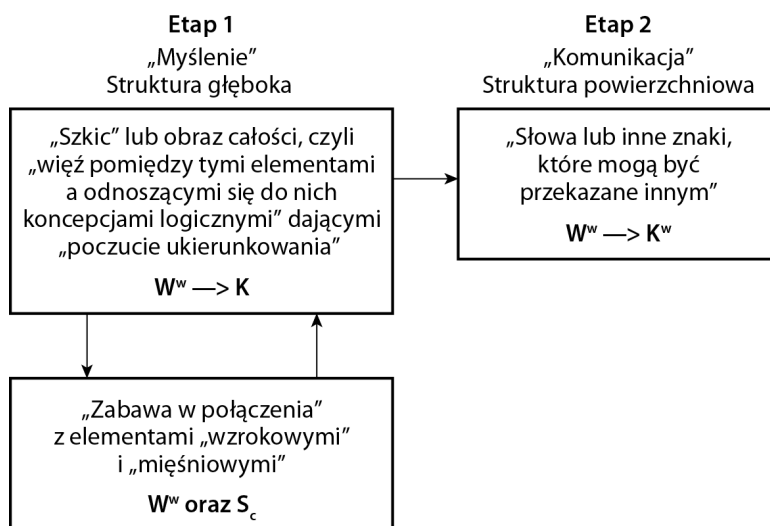 Etap 1
„Myślenie”
Struktura głęboka
„Szkic” lub obraz całości, czyli
„więź pomiędzy tymi elementami
a odnoszącymi się do nich
koncepcjami logicznymi” dającymi
„poczucie ukierunkowania”
Wʷ —> K
„Zabawa w połączenia”
z elementami „wzrokowymi”
i „mięśniowymi”
Wʷ oraz S_c
Etap 2
„Komunikacja”
Struktura powierzchniowa
„Słowa lub inne znaki,
które mogą być
przekazane innym”
Wʷ —> Kʷ